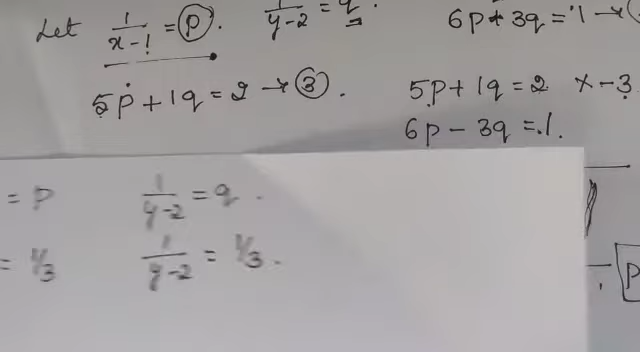 Let 1/x-1 = p. 1/y-2 = q
6p - 3q = 1 →
5p + 1q = 2 → 3.
5p + 1q = 2 x - 3
6p - 3q = 1.
= p 1/y-2 = q.
= 1/3 1/y-2 = 1/3.
p